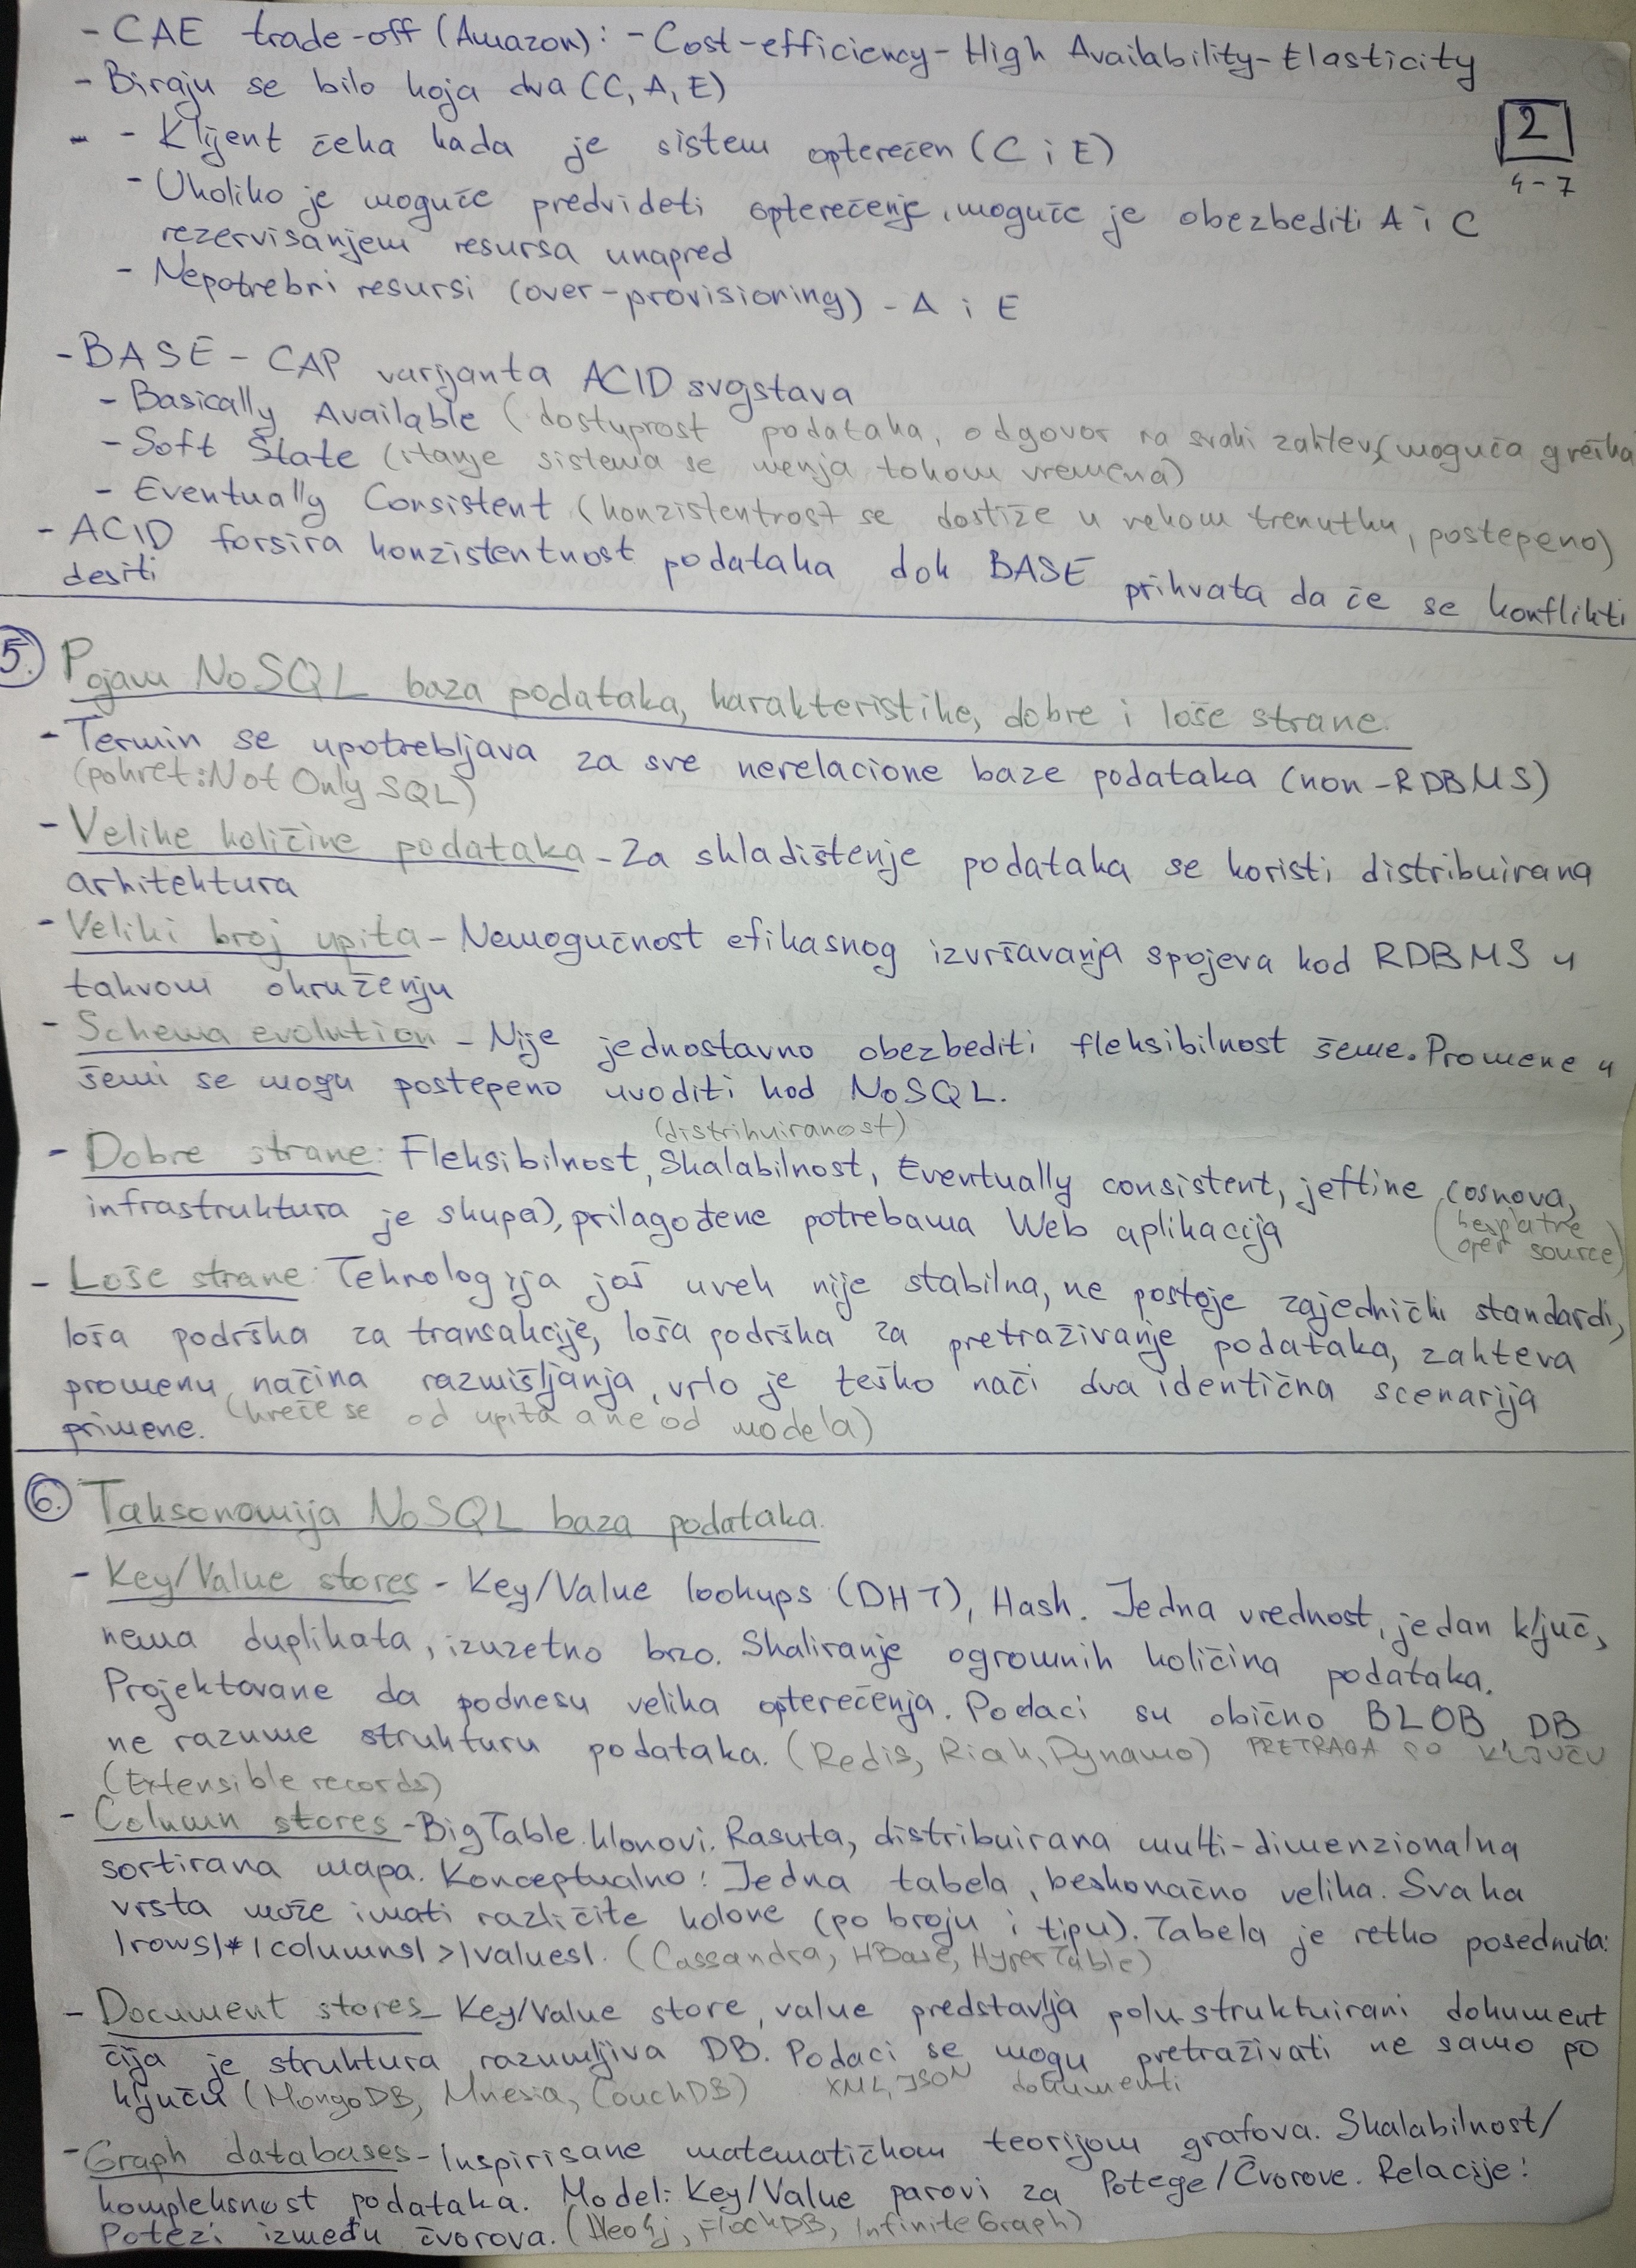 - CAE trade-off (Amazon): - Cost-efficiency - High Availability - Elasticity
- Biraju se bilo koja dva (C, A, E)
2
4-7
- - Klijent čeka kada je sistem opterećen (C i E)
- Ukoliko je moguće predvideti opterećenje, moguće je obezbediti A i C
rezervisanjem resursa unapred
- Nepotrebni resursi (over-provisioning) - A i E
- BASE - CAP varijanta ACID svojstava
- Basically Available (dostupnost podataka, odgovor na svaki zahtev, (moguća greška
- Soft State (stanje sistema se menja tokom vremena)
- Eventually Consistent (konzistentnost se dostiže u nekom trenutku, postepeno)
- ACID forsira konzistentnost podataka dok BASE prihvata da će se konflikti
desiti
5. Pojam NoSQL baza podataka, karakteristike, dobre i loše strane.
- Termin se upotrebljava za sve nerelacione baze podataka (non-RDBMS)
(pokret: Not Only SQL)
- Velike količine podataka - Za skladištenje podataka se koristi distribuirana
arhitektura
- Veliki broj upita - Nemogućnost efikasnog izvršavanja spojeva kod RDBMS u
takvom okruženju
- Schema evolution - Nije jednostavno obezbediti fleksibilnost šeme. Promene u
šemi se mogu postepeno uvoditi kod NoSQL.
(distribuiranost)
- Dobre strane: Fleksibilnost, Skalabilnost, Eventually consistent, jeftine (osnova,
infrastruktura je skupa), prilagođene potrebama Web aplikacija
(besplatne
open source)
- Loše strane: Tehnologija još uvek nije stabilna, ne postoje zajednički standardi,
loša podrška za transakcije, loša podrška za pretraživanje podataka, zahteva
promenu načina razmišljanja, vrlo je teško naći dva identična scenarija
primene. (kreće se od upita a ne od modela)
6. Taksonomija NoSQL baza podataka.
- Key/Value stores - Key/Value lookups (DHT), Hash. Jedna vrednost, jedan ključ,
nema duplikata, izuzetno brzo. Skaliranje ogromnih količina podataka.
Projektovane da podnesu velika opterećenja. Podaci su obično BLOB, DB
ne razume strukturu podataka. (Redis, Riak, Dynamo) PRETRAGA PO KLJUČU
(Extensible records)
- Column stores - BigTable klonovi. Rasuta, distribuirana multi-dimenzionalna
sortirana mapa. Konceptualno: Jedna tabela, beskonačno velika. Svaka
vrsta može imati različite kolone (po broju i tipu). Tabela je retko posednuta:
|rows|*|columns|>|values|. (Cassandra, HBase, HyperTable)
- Document stores - Key/Value store, value predstavlja polustruktuirani dokument
čija je struktura razumljiva DB. Podaci se mogu pretraživati ne samo po
ključu (MongoDB, Mnesia, CouchDB) XML, JSON dokumenti
- Graph databases - Inspirisane matematičkom teorijom grafova. Skalabilnost/
kompleksnost podataka. Model: Key/Value parovi za Potege/Čvorove. Relacije:
Potezi između čvorova. (Neo4j, FlockDB, InfiniteGraph)